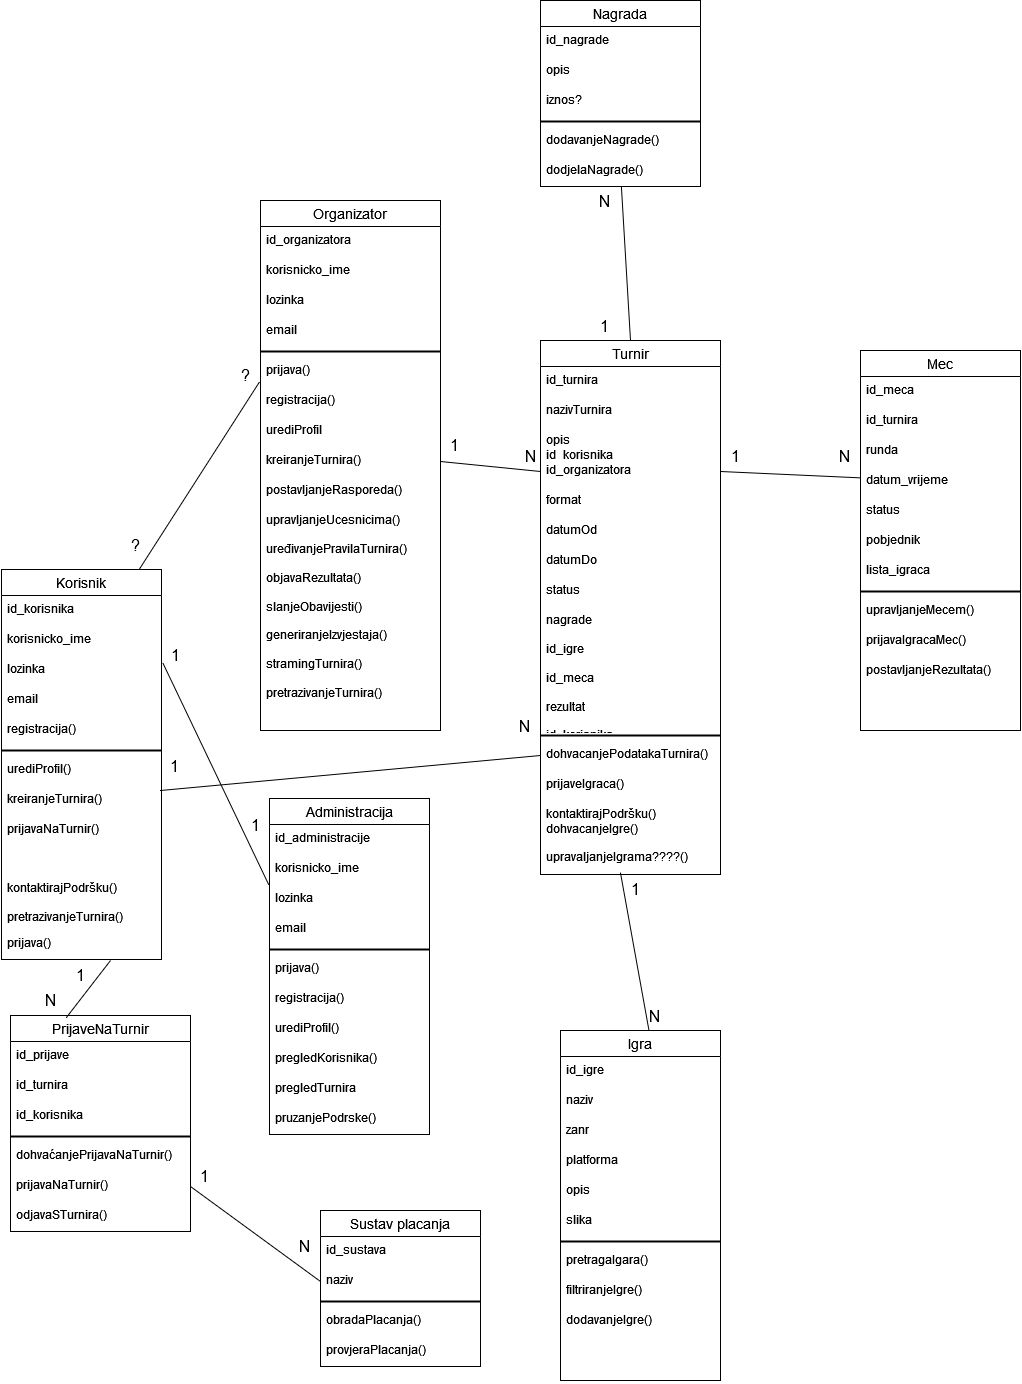 Nagrada
id_nagrade
opis
iznos?
dodavanjeNagrade()
dodjelaNagrade()
N
1
Organizator
id_organizatora
korisnicko_ime
lozinka
email
prijava()
registracija()
urediProfil
kreiranjeTurnira()
postavljanjeRasporeda()
upravljanjeUcesnicima()
uređivanjePravilaTurnira()
objavaRezultata()
slanjeObavijesti()
generiranjeIzvjestaja()
stramingTurnira()
pretrazivanjeTurnira()
?
?
1
N
Turnir
id_turnira
nazivTurnira
opis
id_korisnika
id_organizatora
format
datumOd
datumDo
status
nagrade
id_igre
id_meca
rezultat
id_korisnika
dohvacanjePodatakaTurnira()
prijaveIgraca()
kontaktirajPodršku()
dohvacanjeIgre()
upravaljanjeIgrama????()
1
N
Mec
id_meca
id_turnira
runda
datum_vrijeme
status
pobjednik
lista_igraca
upravljanjeMecem()
prijavaIgracaMec()
postavljanjeRezultata()
Korisnik
id_korisnika
korisnicko_ime
lozinka
email
registracija()
urediProfil()
kreiranjeTurnira()
prijavaNaTurnir()
kontaktirajPodršku()
pretrazivanjeTurnira()
prijava()
1
1
1
N
Administracija
id_administracije
korisnicko_ime
lozinka
email
prijava()
registracija()
urediProfil()
pregledKorisnika()
pregledTurnira
pruzanjePodrske()
1
N
PrijaveNaTurnir
id_prijave
id_turnira
id_korisnika
dohvaćanjePrijavaNaTurnir()
prijavaNaTurnir()
odjavaSTurnira()
1
N
Sustav placanja
id_sustava
naziv
obradaPlacanja()
provjeraPlacanja()
1
N
Igra
id_igre
naziv
zanr
platforma
opis
slika
pretragaIgara()
filtriranjeIgre()
dodavanjeIgre()